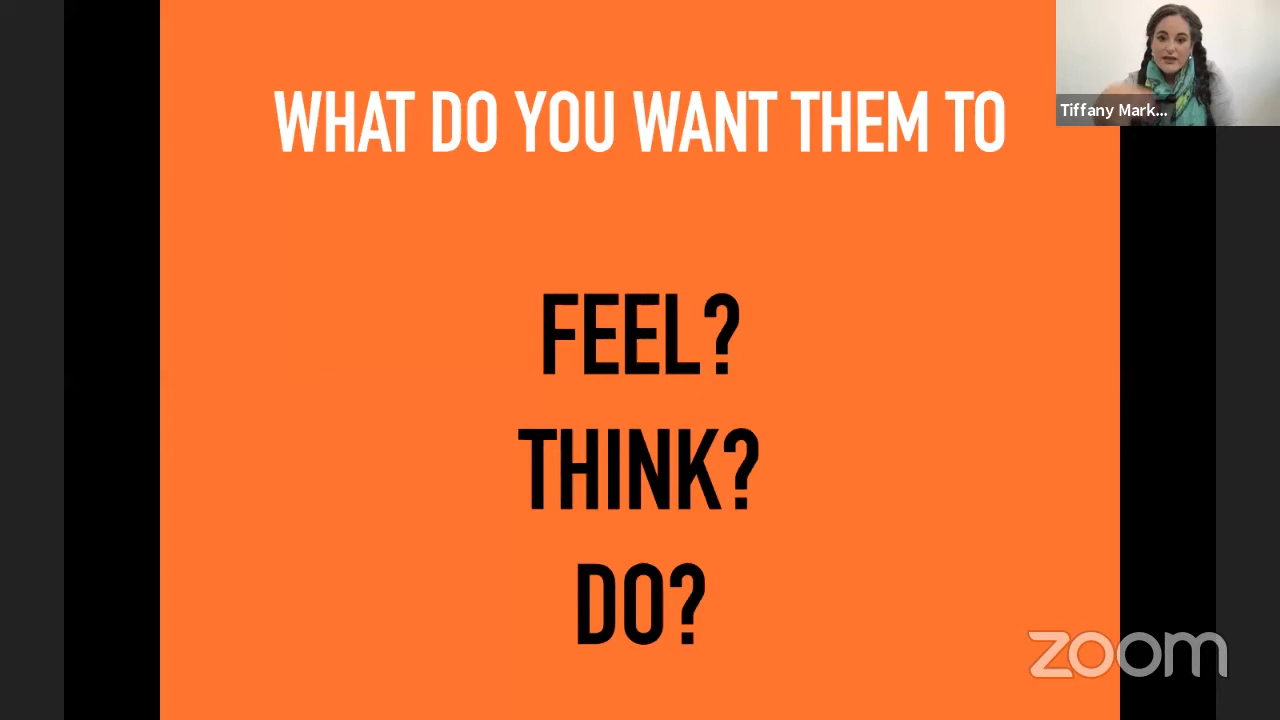 WHAT DO YOU WANT THEM TO
FEEL?
THINK?
DO?
Tiffany Mark...
zoom